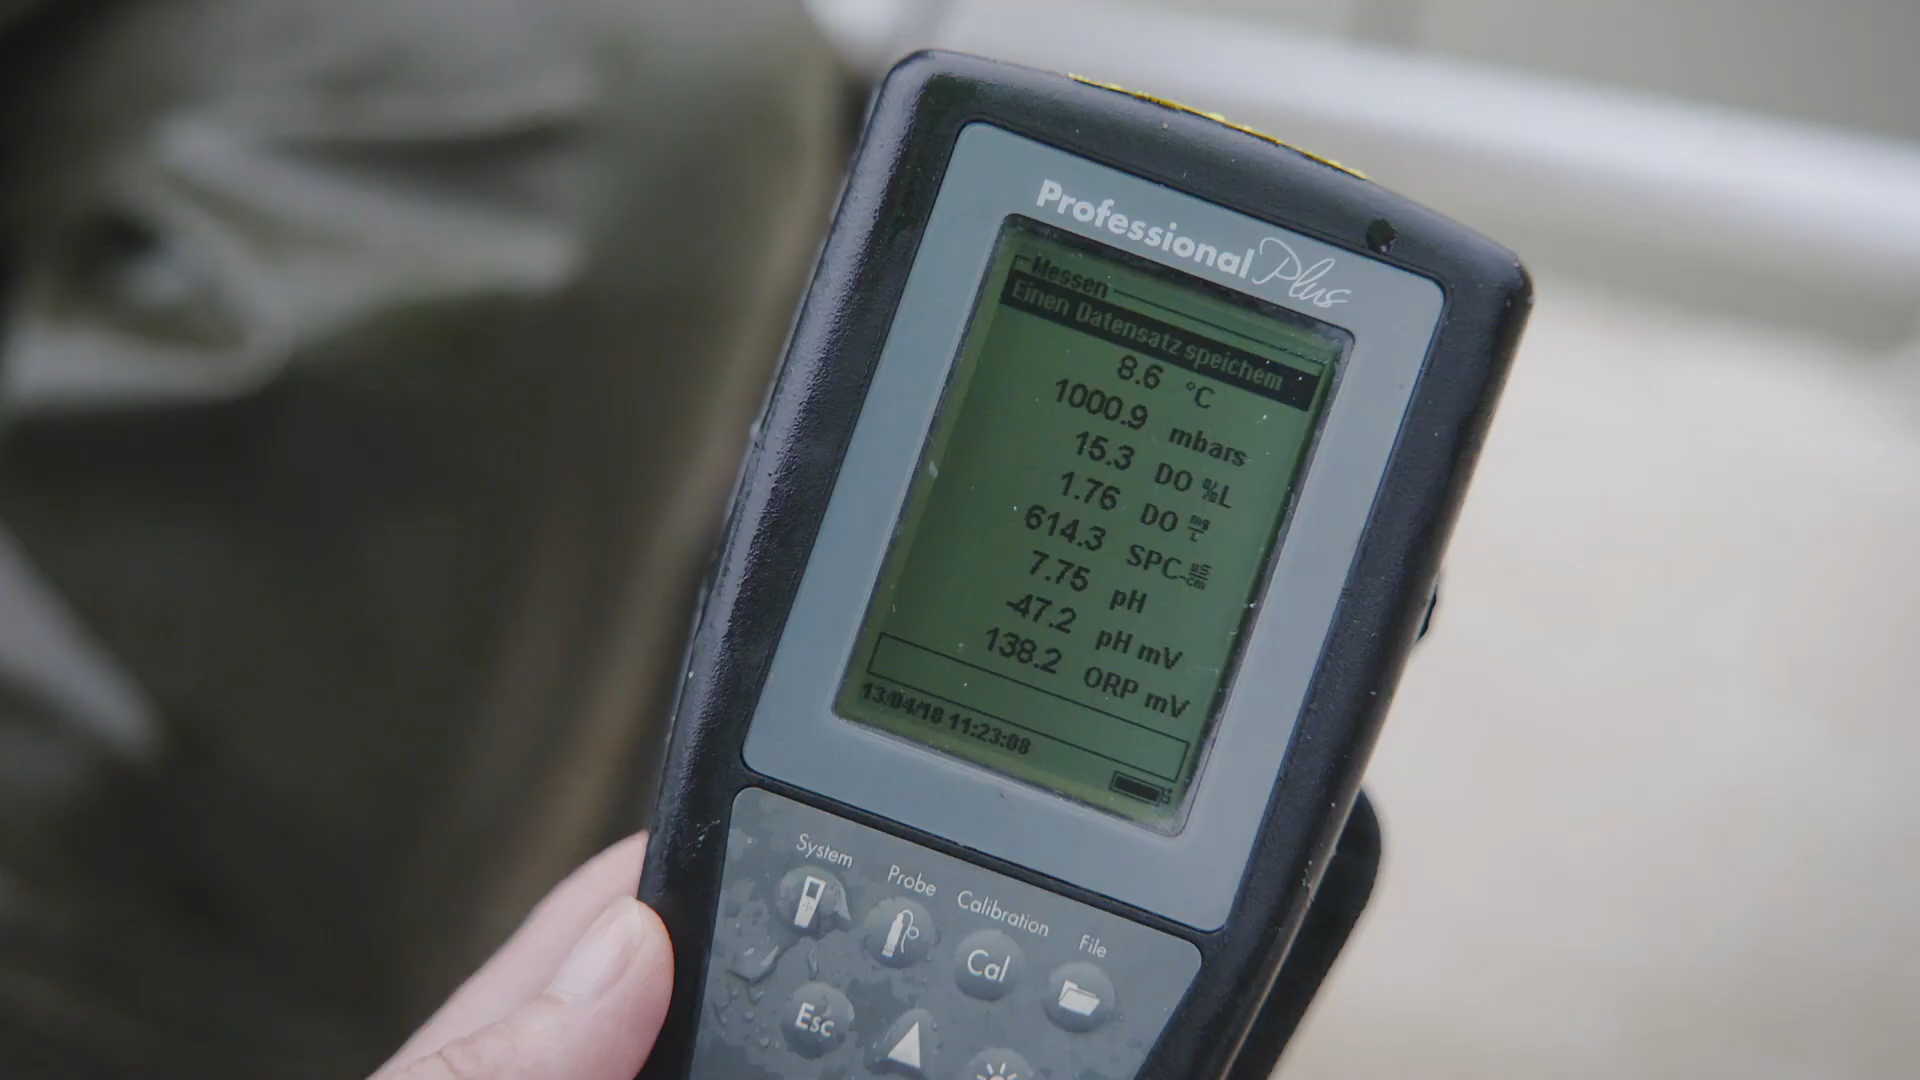 Professional Plus
Messen
Einen Datensatz speichern
8.6 °C
1000.9 mbars
15.3 DO %L
1.76 DO mg/L
614.3 SPC-uS/cm
7.75 pH
-47.2 pH mV
138.2 ORP mV
13/04/18 11:23:08
System
Probe
Calibration
File
Cal
Esc